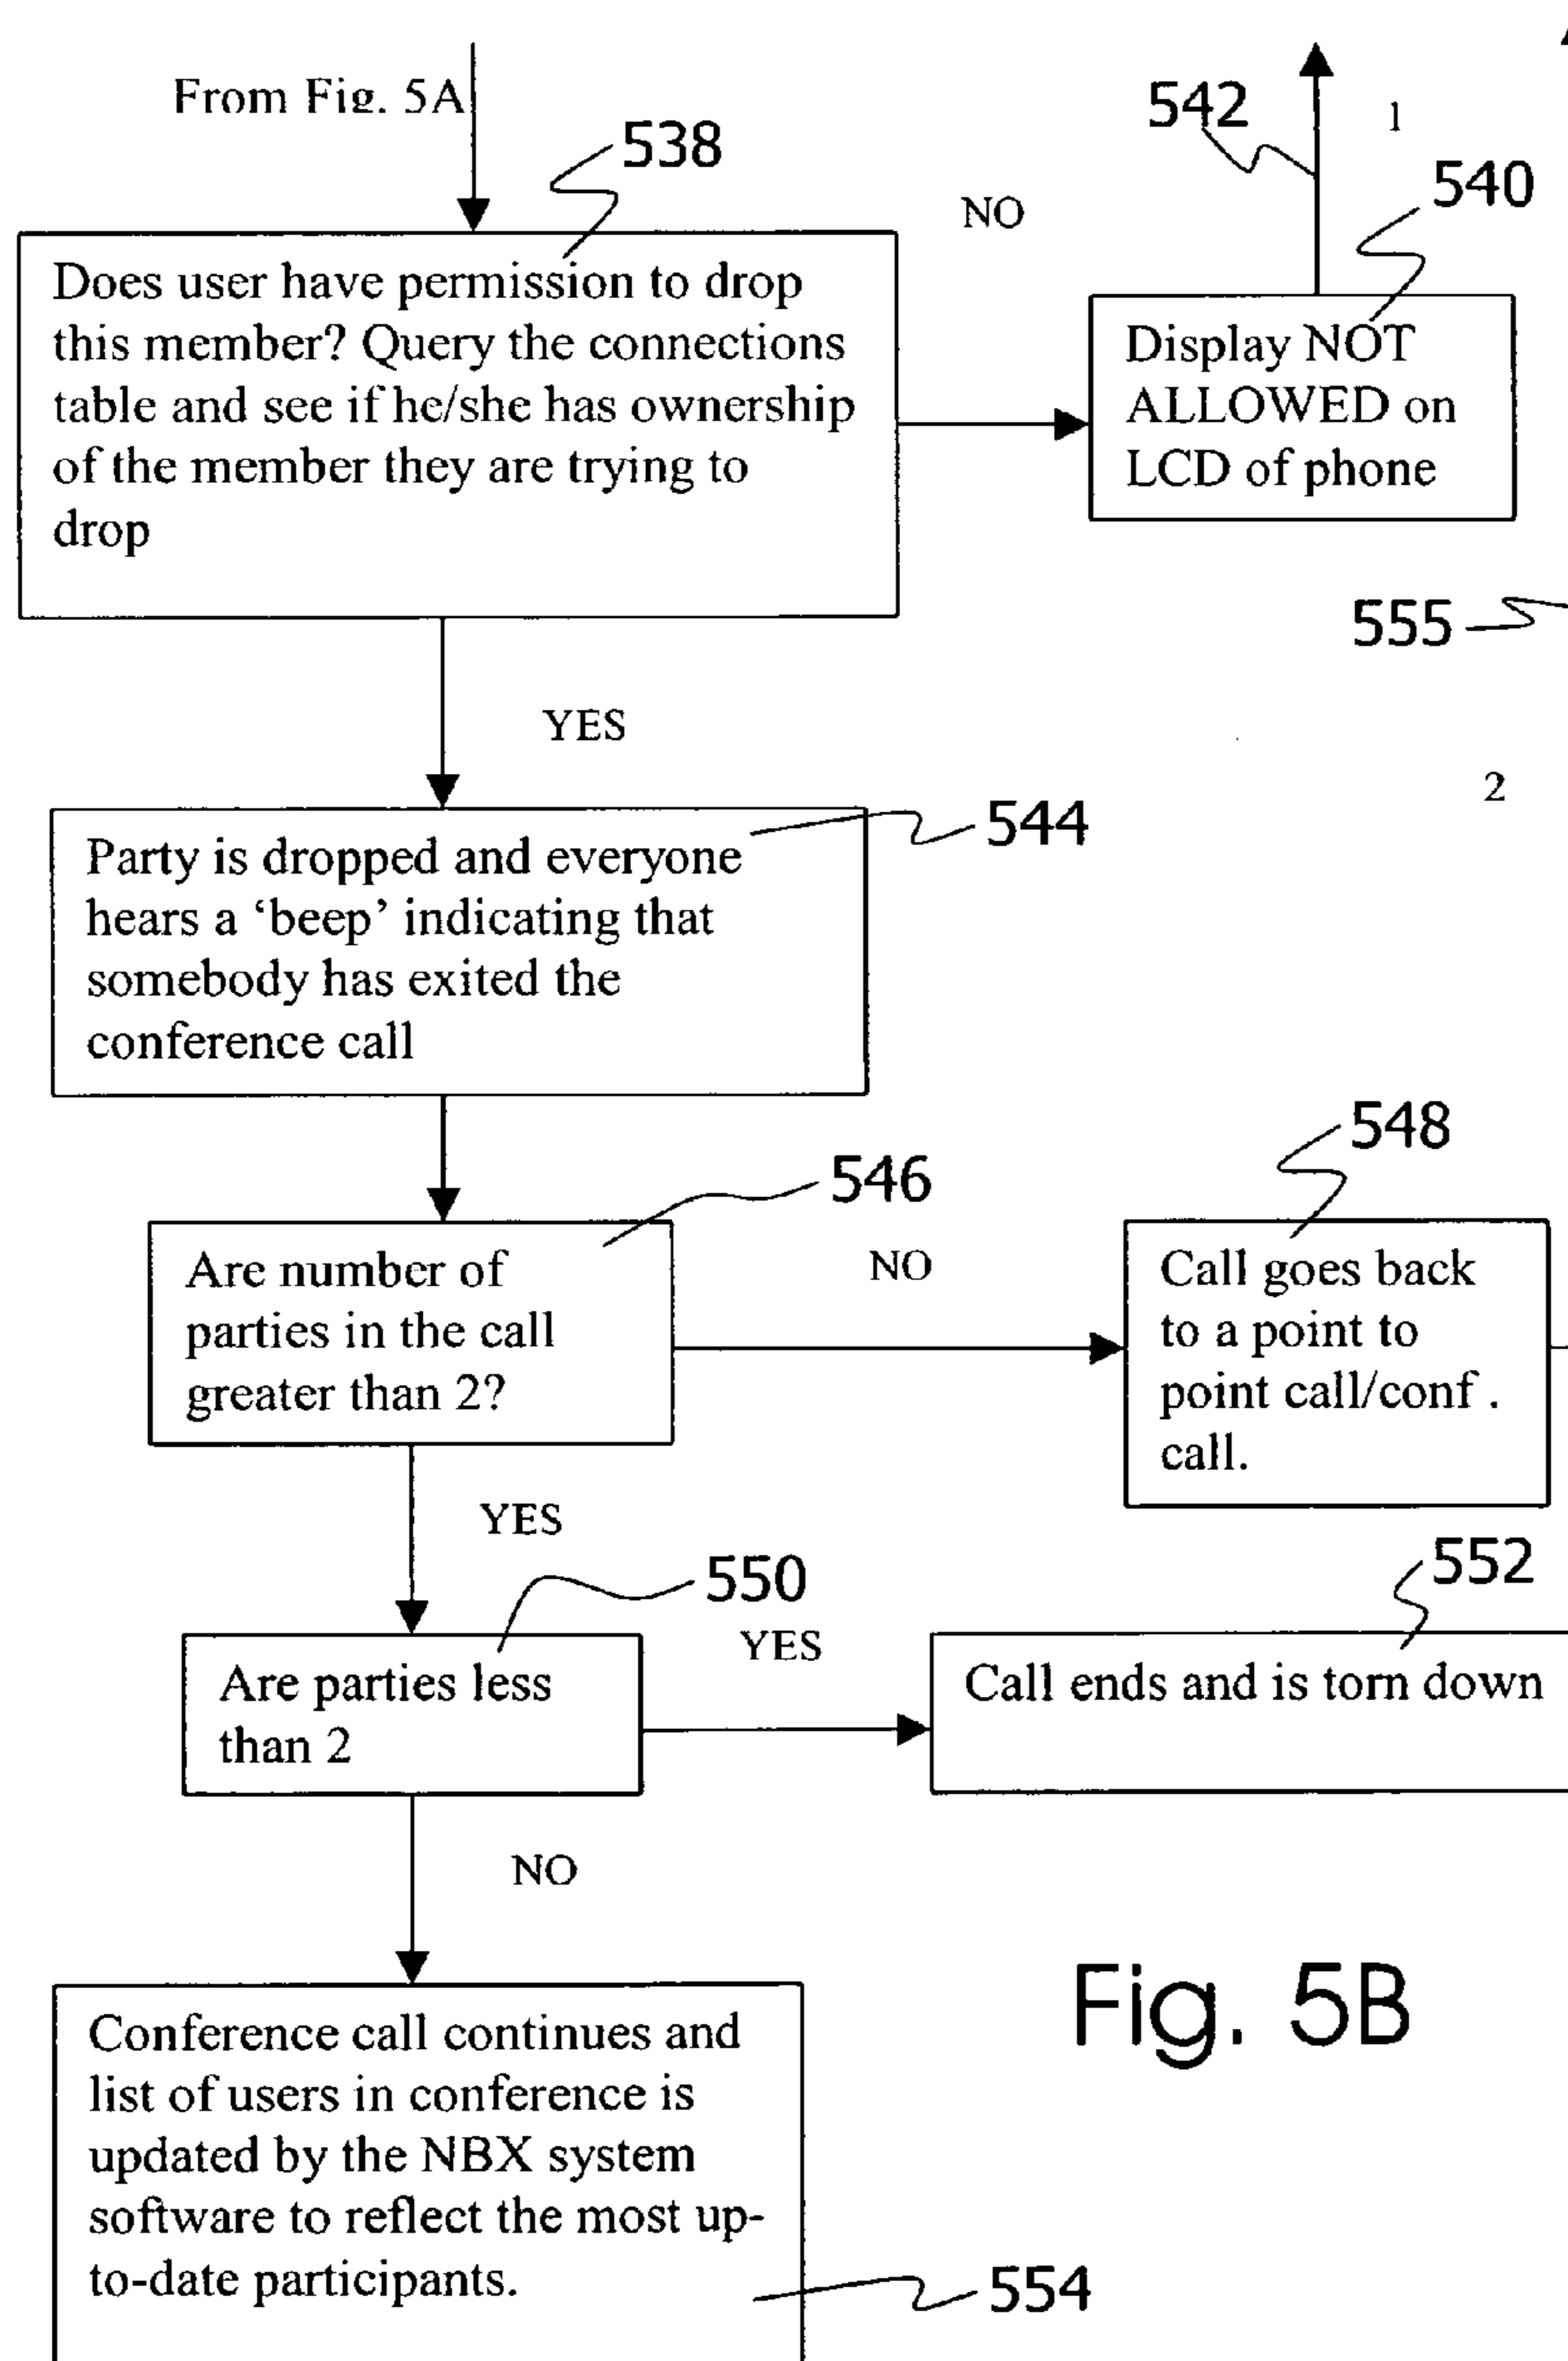 From Fig. 5A
538
542
1
540
NO
Does user have permission to drop
this member? Query the connections
table and see if he/she has ownership
of the member they are trying to
drop
Display NOT
ALLOWED on
LCD of phone
555
YES
2
544
Party is dropped and everyone
hears a ‘beep’ indicating that
somebody has exited the
conference call
548
546
NO
Are number of
parties in the call
greater than 2?
Call goes back
to a point to
point call/conf .
call.
YES
552
550
YES
Are parties less
than 2
Call ends and is torn down
NO
Fig. 5B
Conference call continues and
list of users in conference is
updated by the NBX system
software to reflect the most up-
to-date participants.
554